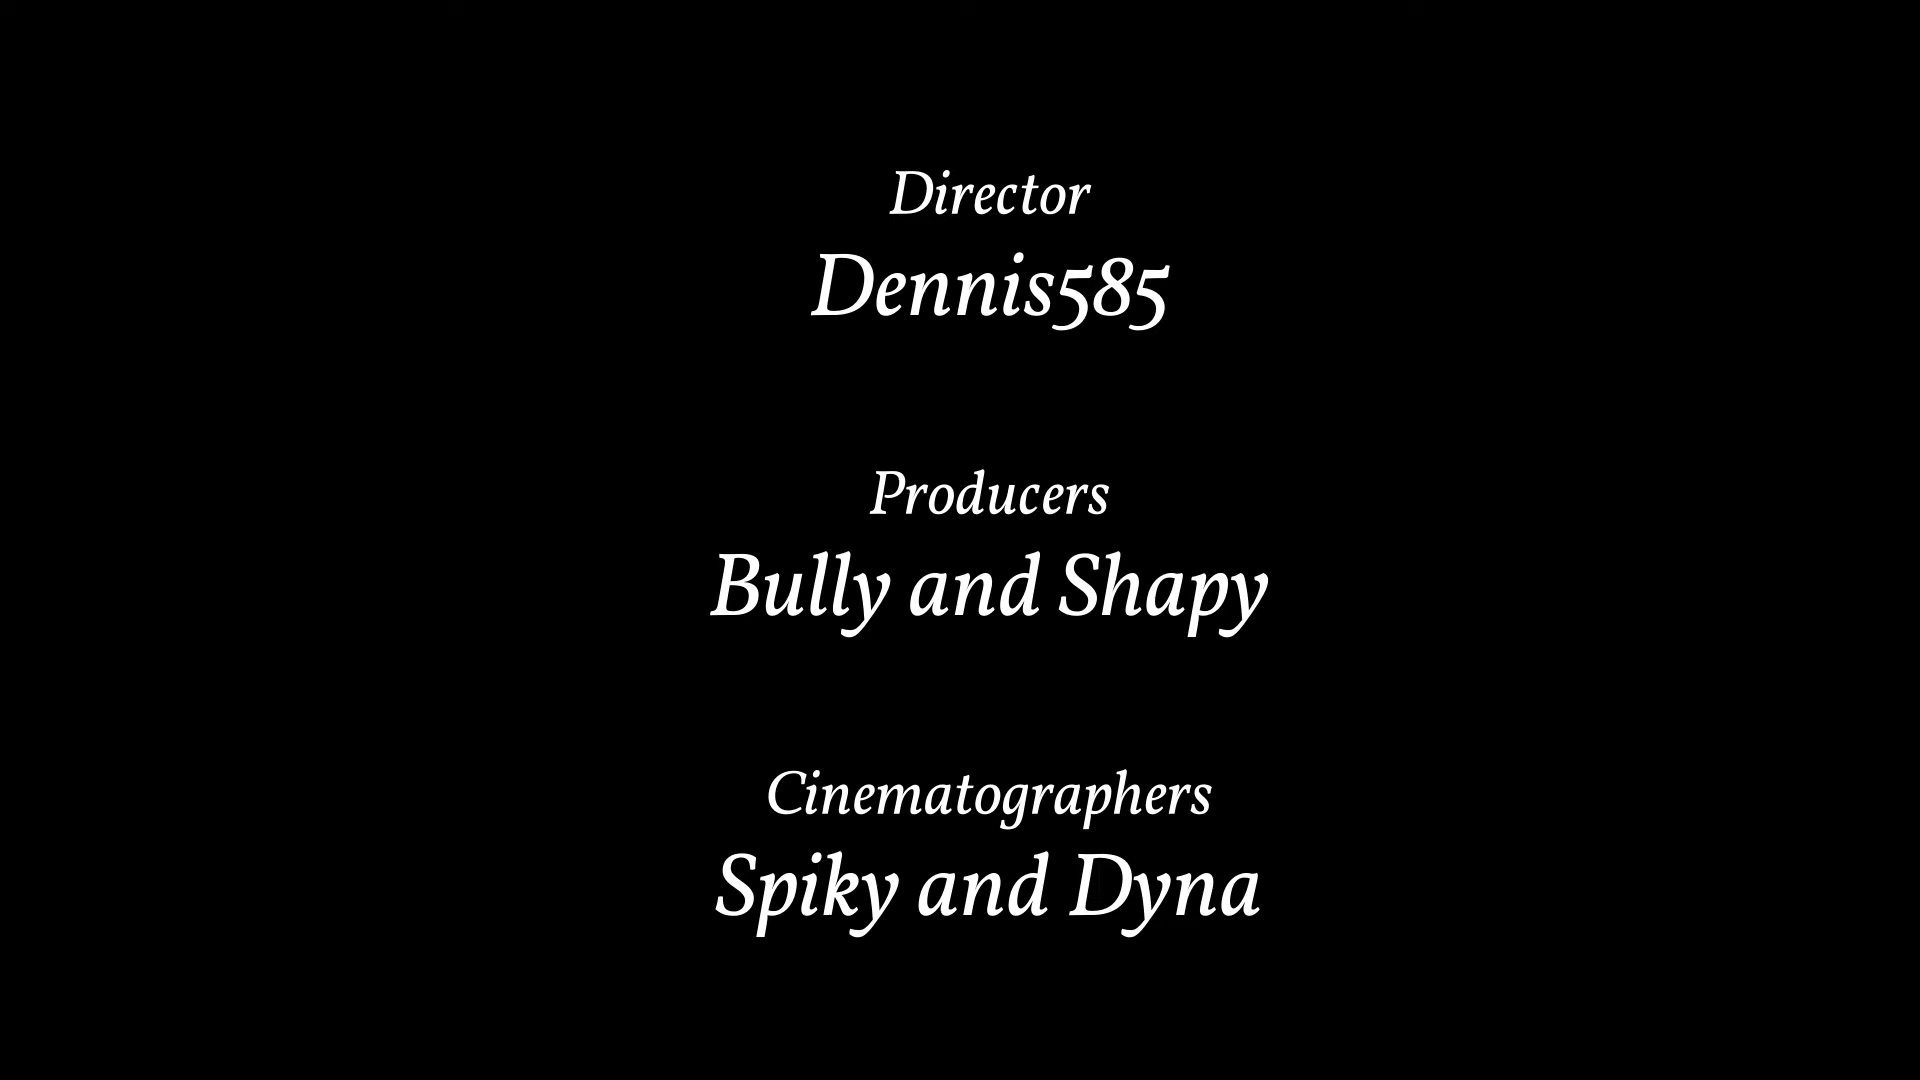 Director
Dennis585
Producers
Bully and Shapy
Cinematographers
Spiky and Dyna